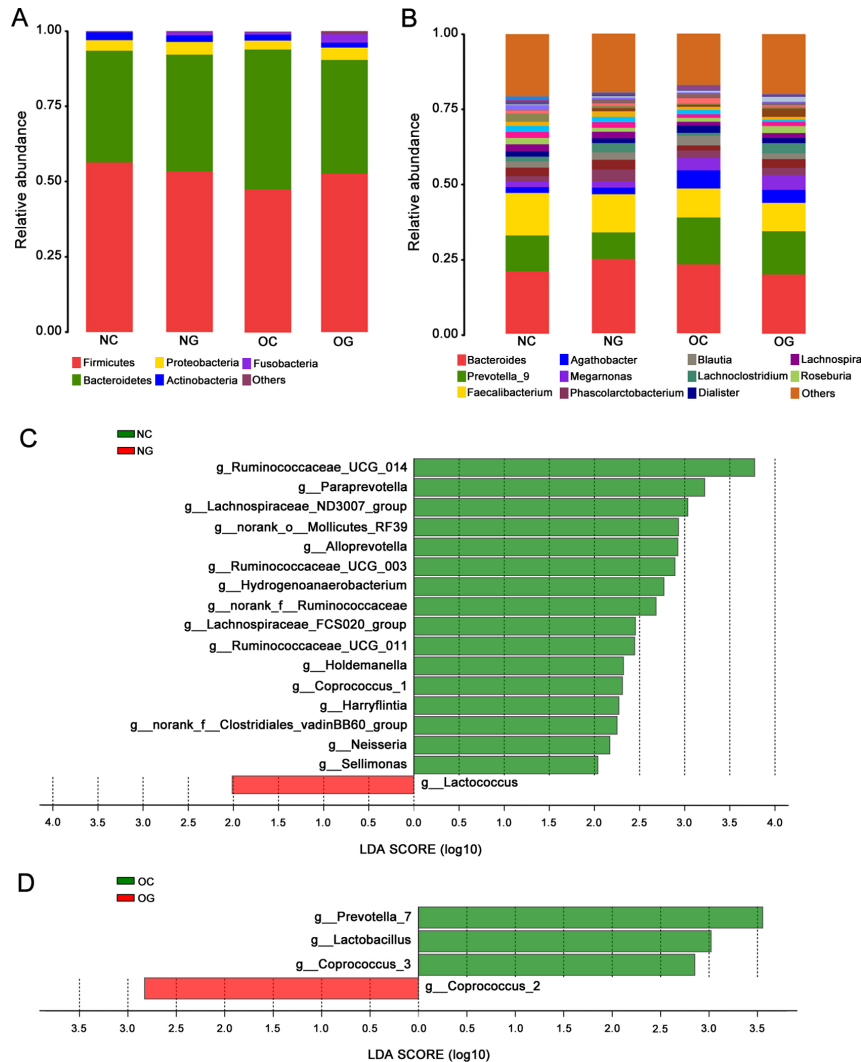 A
Relative abundance
1.00
0.75
0.50
0.25
0.00
NC NG OC OG
Firmicutes Proteobacteria Fusobacteria
Bacteroidetes Actinobacteria Others
B
Relative abundance
1.00
0.75
0.50
0.25
0.00
NC NG OC OG
Bacteroides Agathobacter Blautia Lachnospira
Prevotella_9 Megarnonas Lachnoclostridium Roseburia
Faecalibacterium Phascolarctobacterium Dialister Others
C
NC
NG
g_Ruminococcaceae_UCG_014
g__Paraprevotella
g__Lachnospiraceae_ND3007_group
g__norank_o__Mollicutes_RF39
g__Alloprevotella
g__Ruminococcaceae_UCG_003
g__Hydrogenoanaerobacterium
g__norank_f__Ruminococcaceae
g__Lachnospiraceae_FCS020_group
g__Ruminococcaceae_UCG_011
g__Holdemanella
g__Coprococcus_1
g__Harryflintia
g__norank_f__Clostridiales_vadinBB60_group
g__Neisseria
g__Sellimonas
g__Lactococcus
4.0 3.5 3.0 2.5 2.0 1.5 1.0 0.5 0.0 0.5 1.0 1.5 2.0 2.5 3.0 3.5 4.0
LDA SCORE (log10)
D
OC
OG
g__Prevotella_7
g__Lactobacillus
g__Coprococcus_3
g__Coprococcus_2
3.5 3.0 2.5 2.0 1.5 1.0 0.5 0.0 0.5 1.0 1.5 2.0 2.5 3.0 3.5
LDA SCORE (log10)